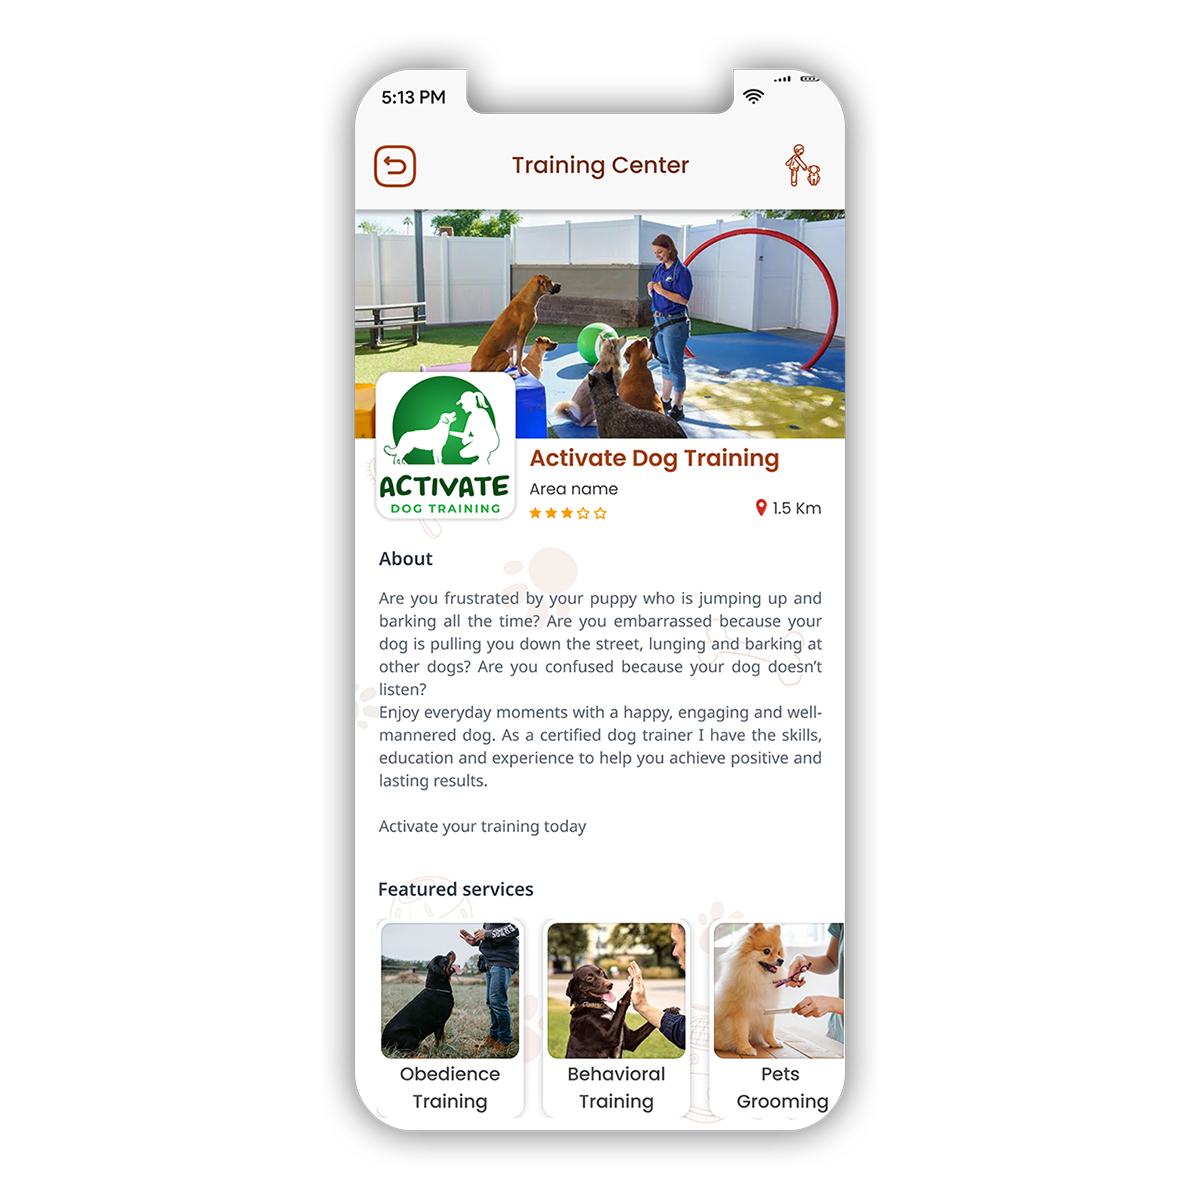 5:13 PM
Training Center
ACTIVATE
DOG TRAINING
Activate Dog Training
Area name
1.5 Km
About
Are you frustrated by your puppy who is jumping up and
barking all the time? Are you embarrassed because your
dog is pulling you down the street, lunging and barking at
other dogs? Are you confused because your dog doesn’t
listen?
Enjoy everyday moments with a happy, engaging and well-
mannered dog. As a certified dog trainer I have the skills,
education and experience to help you achieve positive and
lasting results.
Activate your training today
Featured services
Obedience
Training
Behavioral
Training
Pets
Grooming